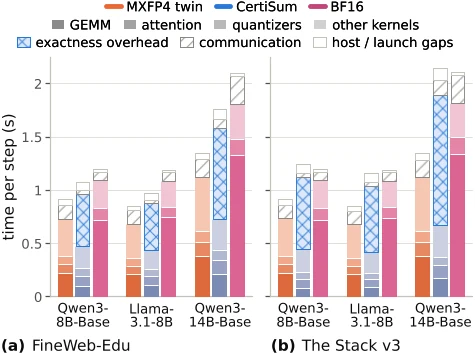 MXFP4 twin CertiSum BF16
GEMM attention quantizers other kernels
exactness overhead communication host / launch gaps
time per step (s)
2
1.5
1
0.5
0
Qwen3-
8B-Base
Llama-
3.1-8B
Qwen3-
14B-Base
Qwen3-
8B-Base
Llama-
3.1-8B
Qwen3-
14B-Base
(a) FineWeb-Edu
(b) The Stack v3